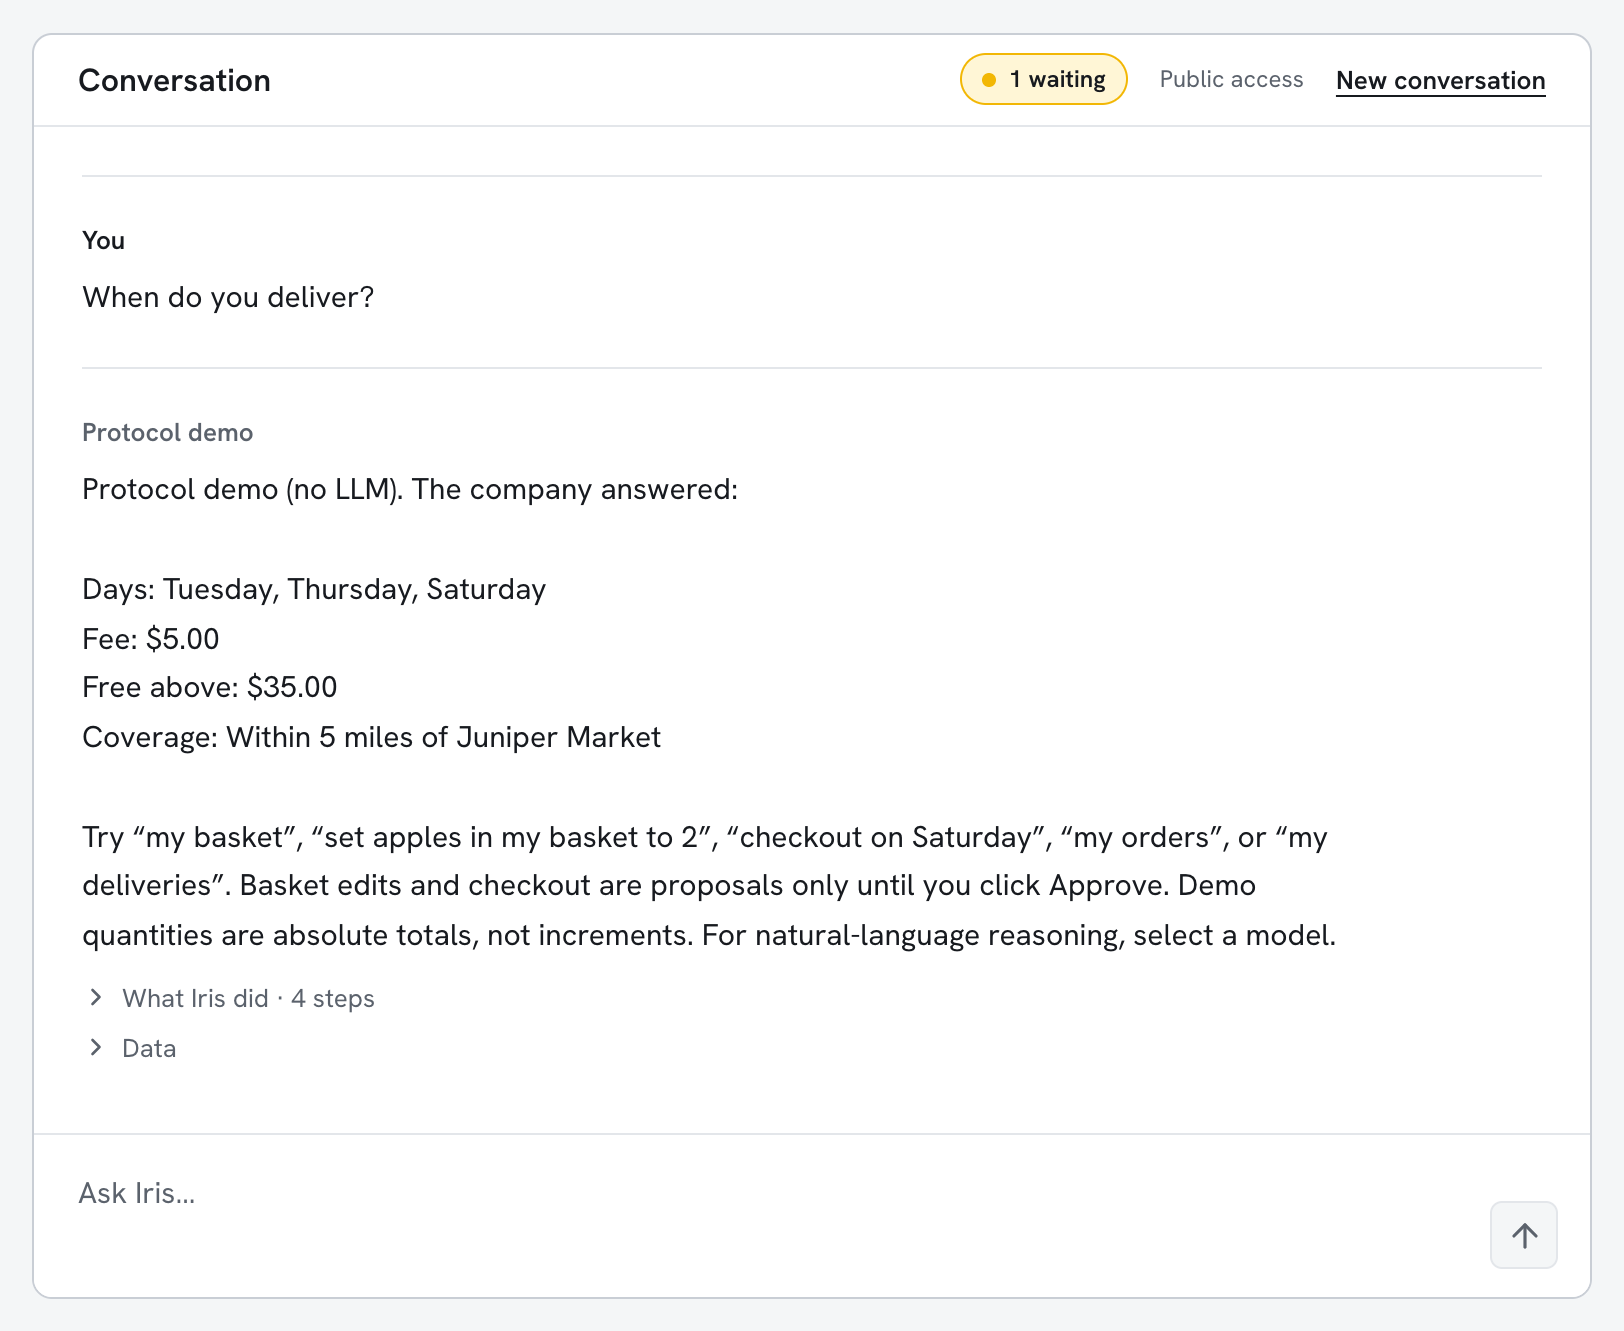 Conversation
1 waiting
Public access
New conversation
You
When do you deliver?
Protocol demo
Protocol demo (no LLM). The company answered:
Days: Tuesday, Thursday, Saturday
Fee: $5.00
Free above: $35.00
Coverage: Within 5 miles of Juniper Market
Try “my basket”, “set apples in my basket to 2”, “checkout on Saturday”, “my orders”, or “my
deliveries”. Basket edits and checkout are proposals only until you click Approve. Demo
quantities are absolute totals, not increments. For natural-language reasoning, select a model.
What Iris did · 4 steps
Data
Ask Iris...